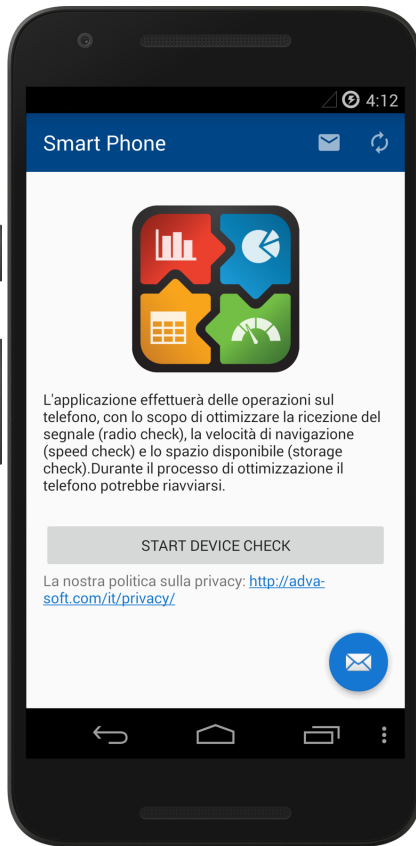 4:12
Smart Phone
L'applicazione effettuerà delle operazioni sul
telefono, con lo scopo di ottimizzare la ricezione del
segnale (radio check), la velocità di navigazione
(speed check) e lo spazio disponibile (storage
check).Durante il processo di ottimizzazione il
telefono potrebbe riavviarsi.
START DEVICE CHECK
La nostra politica sulla privacy: http://adva-
soft.com/it/privacy/